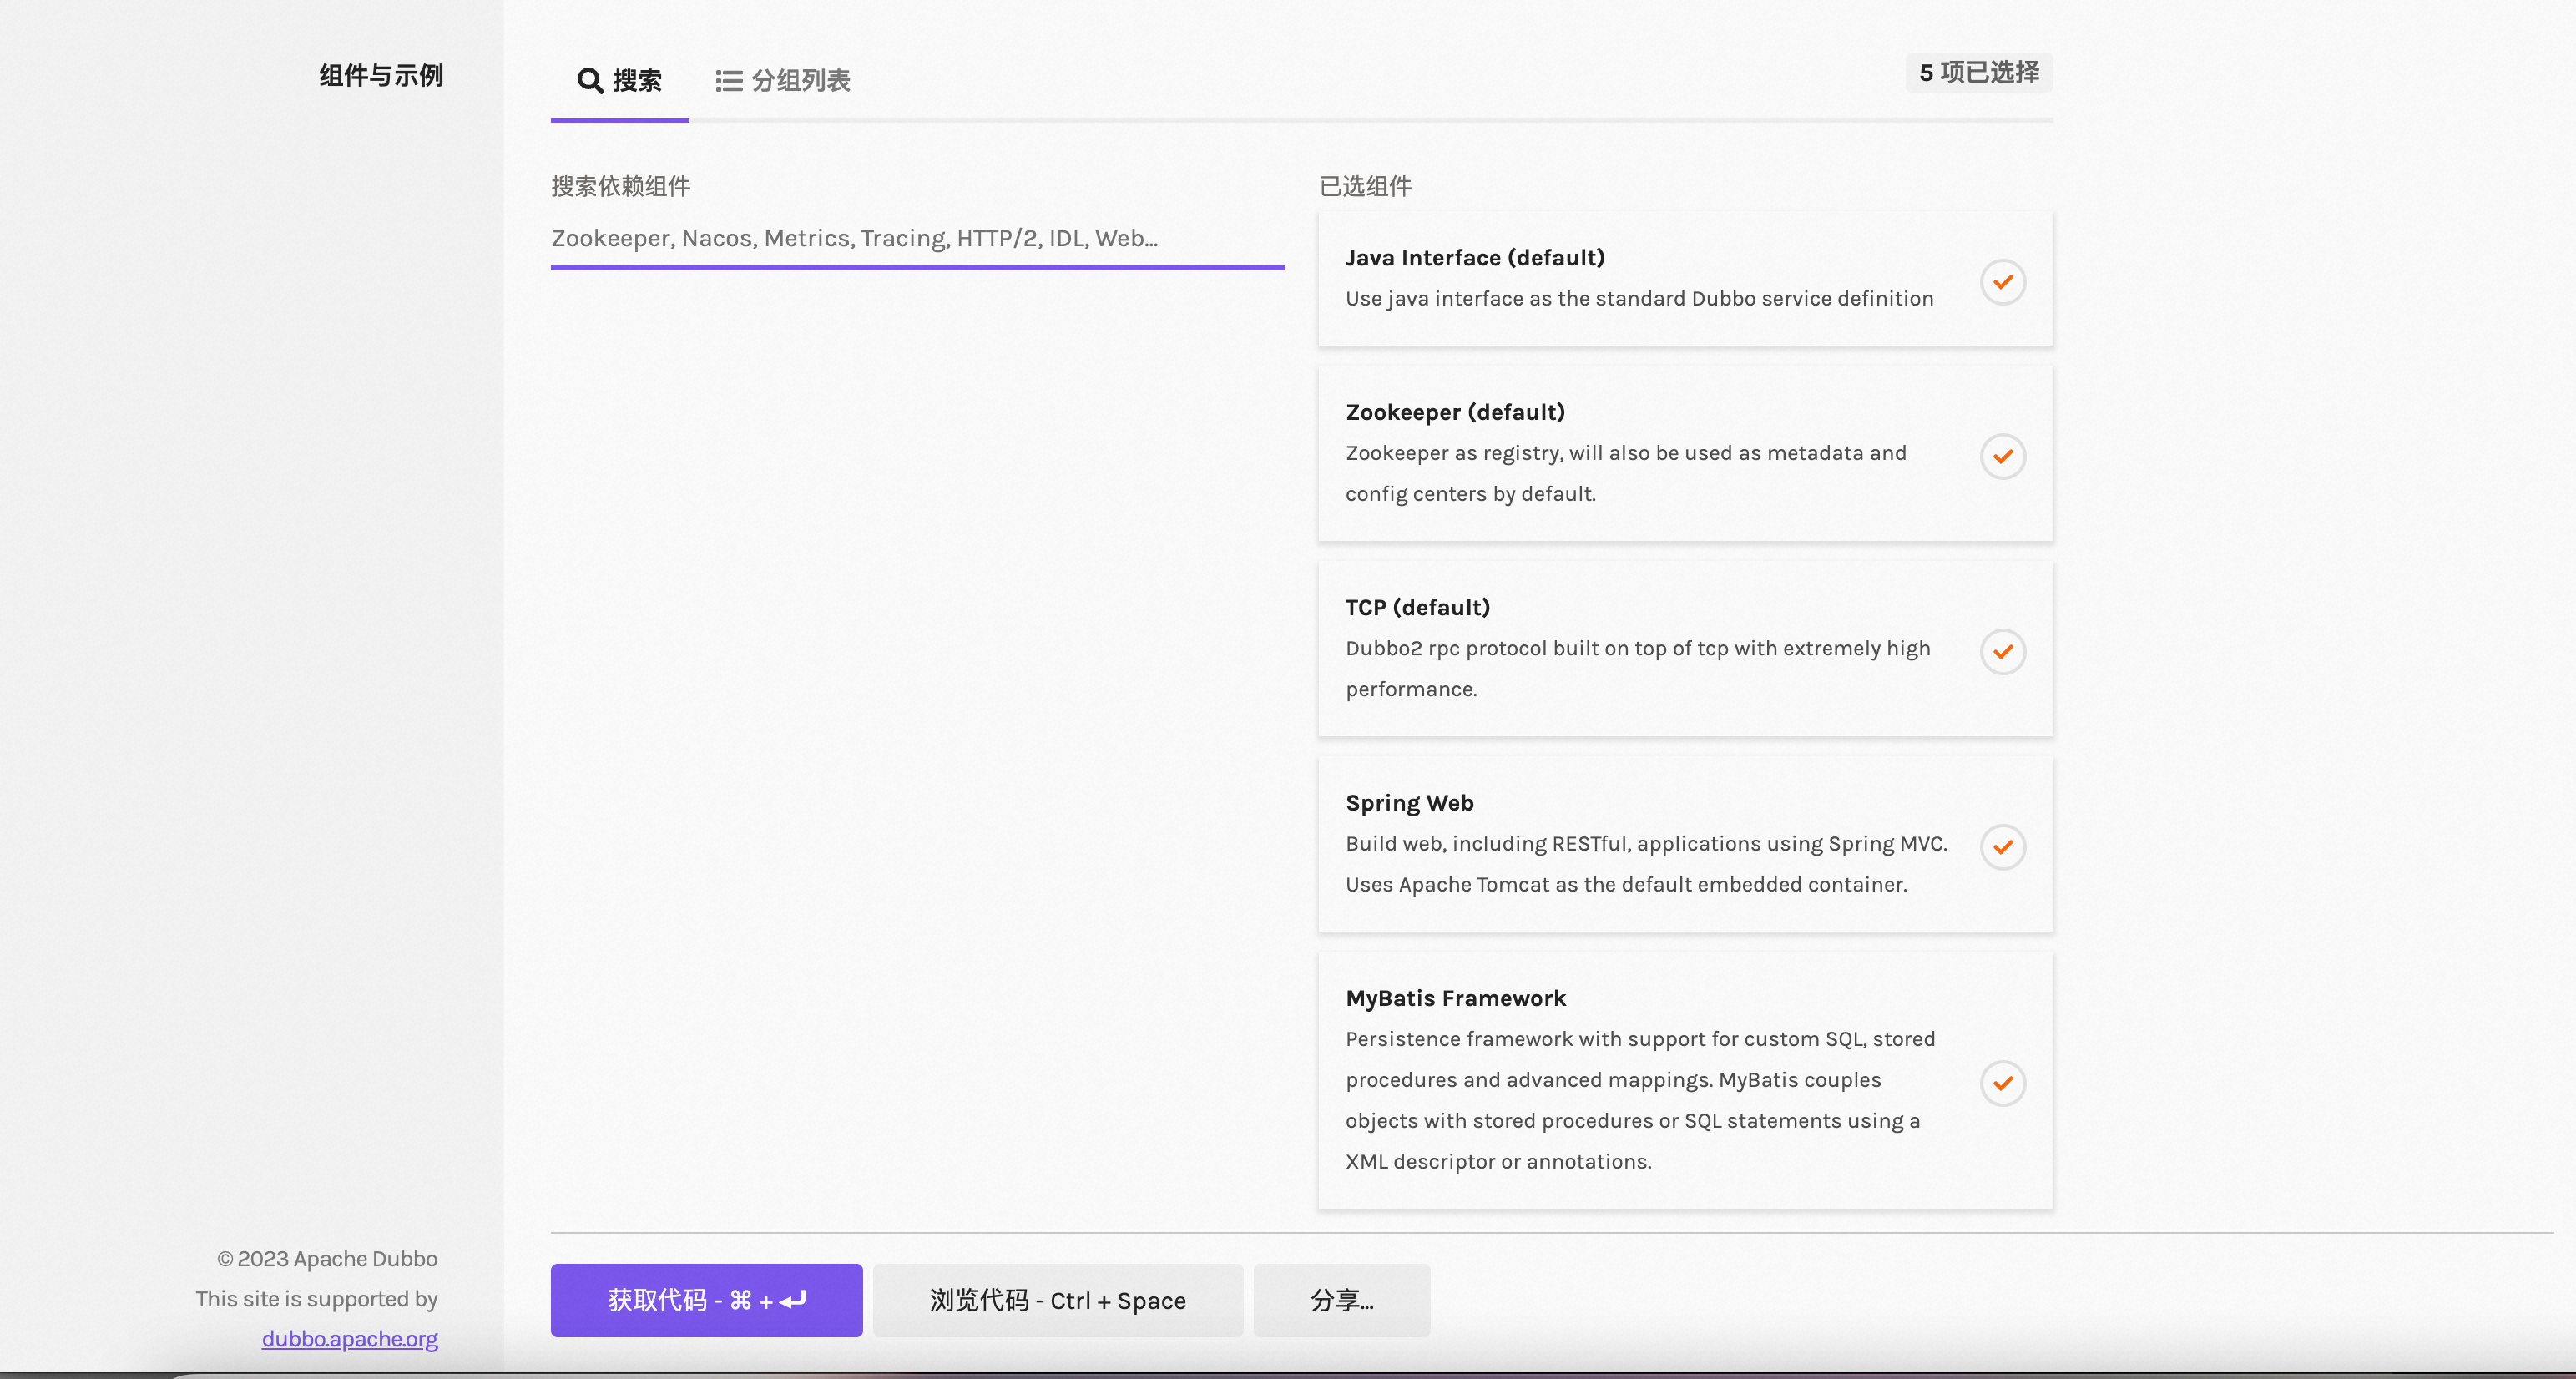 组件与示例
搜索
分组列表
5 项已选择
搜索依赖组件
Zookeeper, Nacos, Metrics, Tracing, HTTP/2, IDL, Web...
已选组件
Java Interface (default)
Use java interface as the standard Dubbo service definition
Zookeeper (default)
Zookeeper as registry, will also be used as metadata and
config centers by default.
TCP (default)
Dubbo2 rpc protocol built on top of tcp with extremely high
performance.
Spring Web
Build web, including RESTful, applications using Spring MVC.
Uses Apache Tomcat as the default embedded container.
MyBatis Framework
Persistence framework with support for custom SQL, stored
procedures and advanced mappings. MyBatis couples
objects with stored procedures or SQL statements using a
XML descriptor or annotations.
© 2023 Apache Dubbo
This site is supported by
dubbo.apache.org
获取代码 - ⌘ + ↵
浏览代码 - Ctrl + Space
分享...